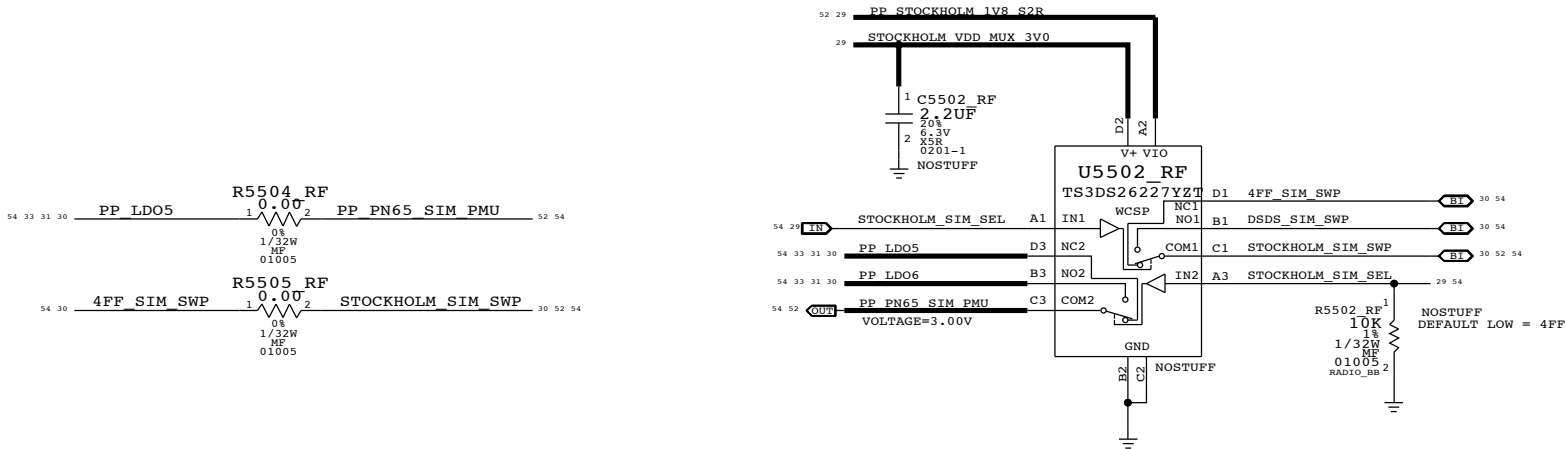 52 29 PP_STOCKHOLM_1V8_S2R
29 STOCKHOLM_VDD_MUX_3V0
1 C5502_RF
2.2UF
20%
6.3V
2 X5R
0201-1
NOSTUFF
D2 A2
V+ VIO
U5502_RF
TS3DS26227YZT
WCSP
R5504_RF
0.00
54 33 31 30 PP_LDO5 1 2 PP_PN65_SIM_PMU 52 54
0%
1/32W
MF
01005
R5505_RF
0.00
54 30 4FF_SIM_SWP 1 2 STOCKHOLM_SIM_SWP 30 52 54
0%
1/32W
MF
01005
NC1 D1 4FF_SIM_SWP BI 30 54
54 29 IN STOCKHOLM_SIM_SEL A1 IN1
NO1 B1 DSDS_SIM_SWP BI 30 54
54 33 31 30 PP_LDO5 D3 NC2
COM1 C1 STOCKHOLM_SIM_SWP BI 30 52 54
54 33 31 30 PP_LDO6 B3 NO2
IN2 A3 STOCKHOLM_SIM_SEL 29 54
54 52 OUT PP_PN65_SIM_PMU C3 COM2
VOLTAGE=3.00V
GND
B2 C2
NOSTUFF
R5502_RF 1
10K
1%
1/32W
MF
01005
RADIO_BB 2
NOSTUFF
DEFAULT LOW = 4FF